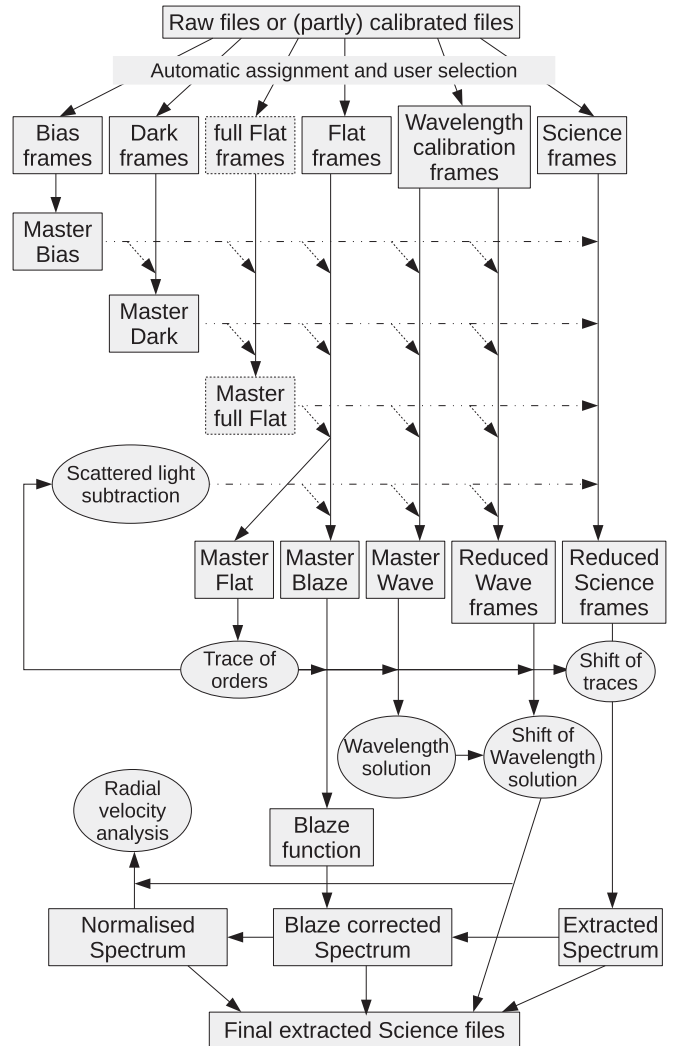 Raw files or (partly) calibrated files
Automatic assignment and user selection
Bias
frames
Dark
frames
full Flat
frames
Flat
frames
Wavelength
calibration
frames
Science
frames
Master
Bias
Master
Dark
Master
full Flat
Scattered light
subtraction
Master
Flat
Master
Blaze
Master
Wave
Reduced
Wave
frames
Reduced
Science
frames
Trace of
orders
Shift of
traces
Wavelength
solution
Shift of
Wavelength
solution
Radial
velocity
analysis
Blaze
function
Normalised
Spectrum
Blaze corrected
Spectrum
Extracted
Spectrum
Final extracted Science files